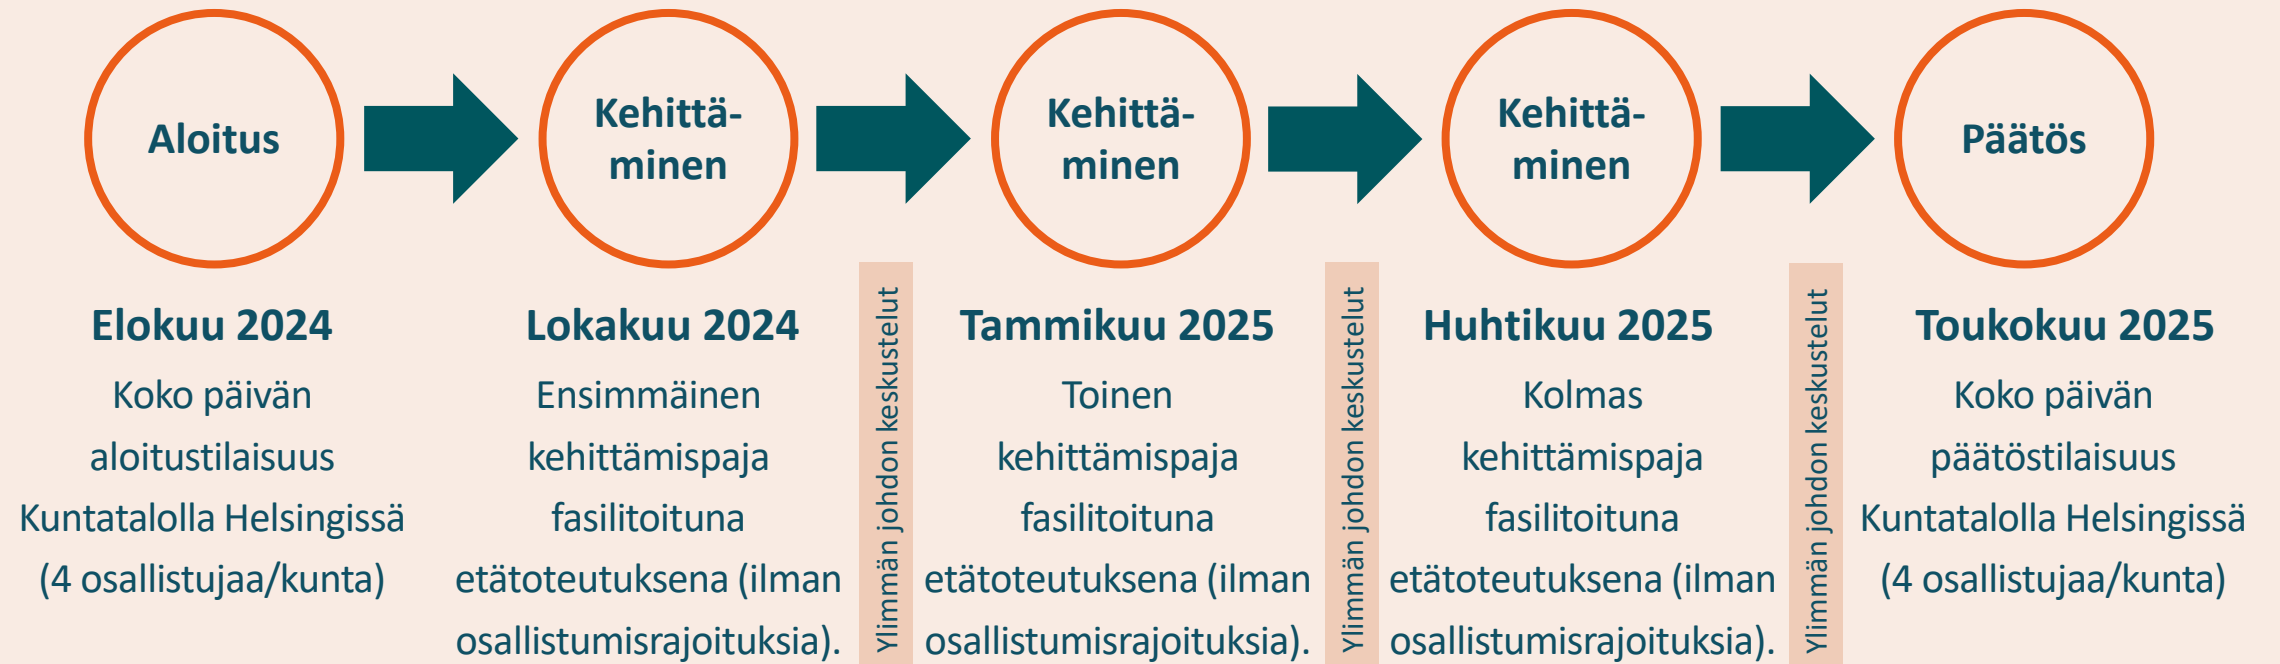 Aloitus
Kehittä-
minen
Kehittä-
minen
Kehittä-
minen
Päätös
Elokuu 2024
Koko päivän
aloitustilaisuus
Kuntatalolla Helsingissä
(4 osallistujaa/kunta)
Lokakuu 2024
Ensimmäinen
kehittämispaja
fasilitoituna
etätoteutuksena (ilman
osallistumisrajoituksia).
Ylimmän johdon keskustelut
Tammikuu 2025
Toinen
kehittämispaja
fasilitoituna
etätoteutuksena (ilman
osallistumisrajoituksia).
Ylimmän johdon keskustelut
Huhtikuu 2025
Kolmas
kehittämispaja
fasilitoituna
etätoteutuksena (ilman
osallistumisrajoituksia).
Ylimmän johdon keskustelut
Toukokuu 2025
Koko päivän
päätöstilaisuus
Kuntatalolla Helsingissä
(4 osallistujaa/kunta)